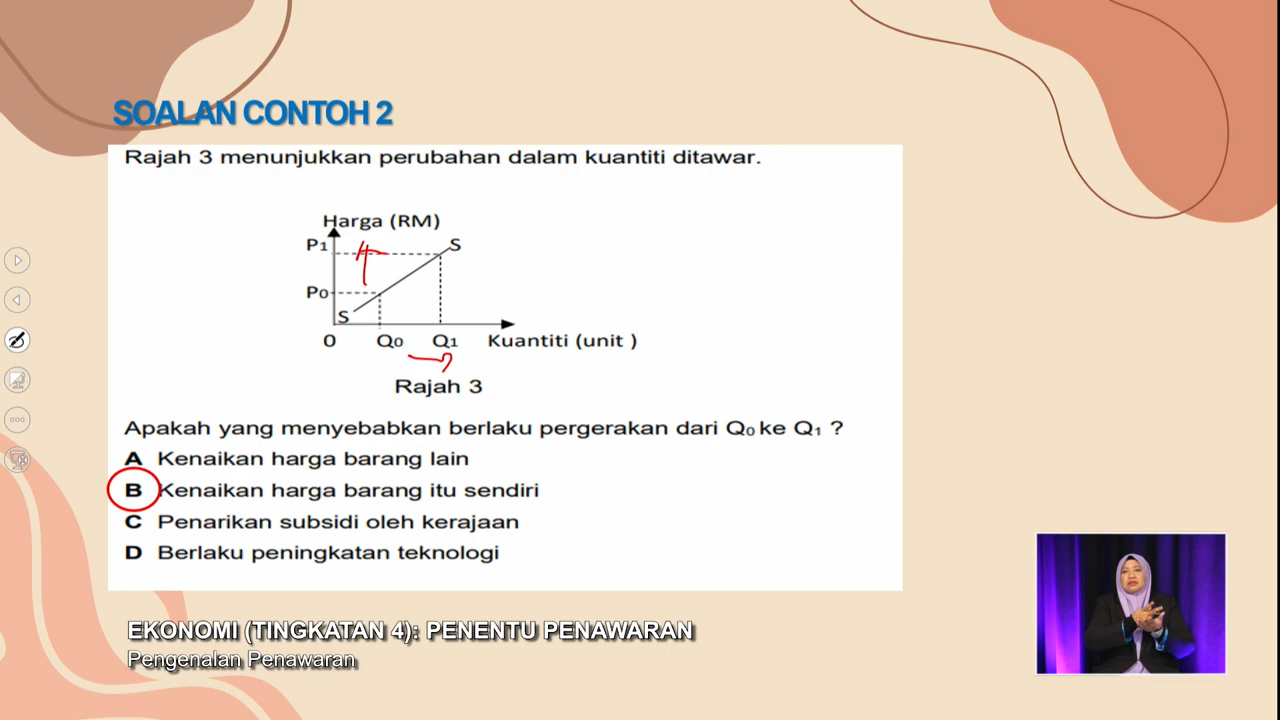 SOALAN CONTOH 2
Rajah 3 menunjukkan perubahan dalam kuantiti ditawar.
Harga (RM)
P1
S
P0
S
0
Q0
Q1
Kuantiti (unit )
Rajah 3
Apakah yang menyebabkan berlaku pergerakan dari Q0 ke Q1 ?
A Kenaikan harga barang lain
B Kenaikan harga barang itu sendiri
C Penarikan subsidi oleh kerajaan
D Berlaku peningkatan teknologi
EKONOMI (TINGKATAN 4): PENENTU PENAWARAN
Pengenalan Penawaran